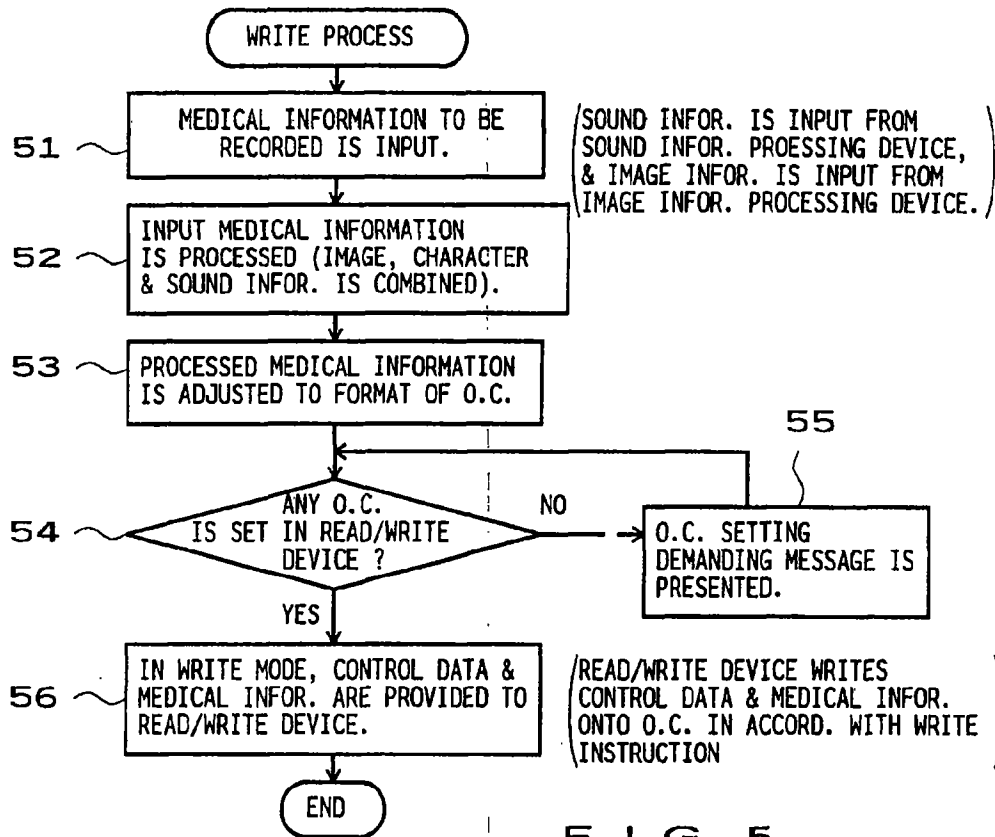 WRITE PROCESS
51
MEDICAL INFORMATION TO BE
RECORDED IS INPUT.
(SOUND INFOR. IS INPUT FROM
SOUND INFOR. PROESSING DEVICE,
& IMAGE INFOR. IS INPUT FROM
IMAGE INFOR. PROCESSING DEVICE.)
52
INPUT MEDICAL INFORMATION
IS PROCESSED (IMAGE, CHARACTER
& SOUND INFOR. IS COMBINED).
53
PROCESSED MEDICAL INFORMATION
IS ADJUSTED TO FORMAT OF O.C.
54
ANY O.C.
IS SET IN READ/WRITE
DEVICE ?
NO
55
O.C. SETTING
DEMANDING MESSAGE IS
PRESENTED.
YES
56
IN WRITE MODE, CONTROL DATA &
MEDICAL INFOR. ARE PROVIDED TO
READ/WRITE DEVICE.
(READ/WRITE DEVICE WRITES
CONTROL DATA & MEDICAL INFOR.
ONTO O.C. IN ACCORD. WITH WRITE
INSTRUCTION)
END
FIG. 5